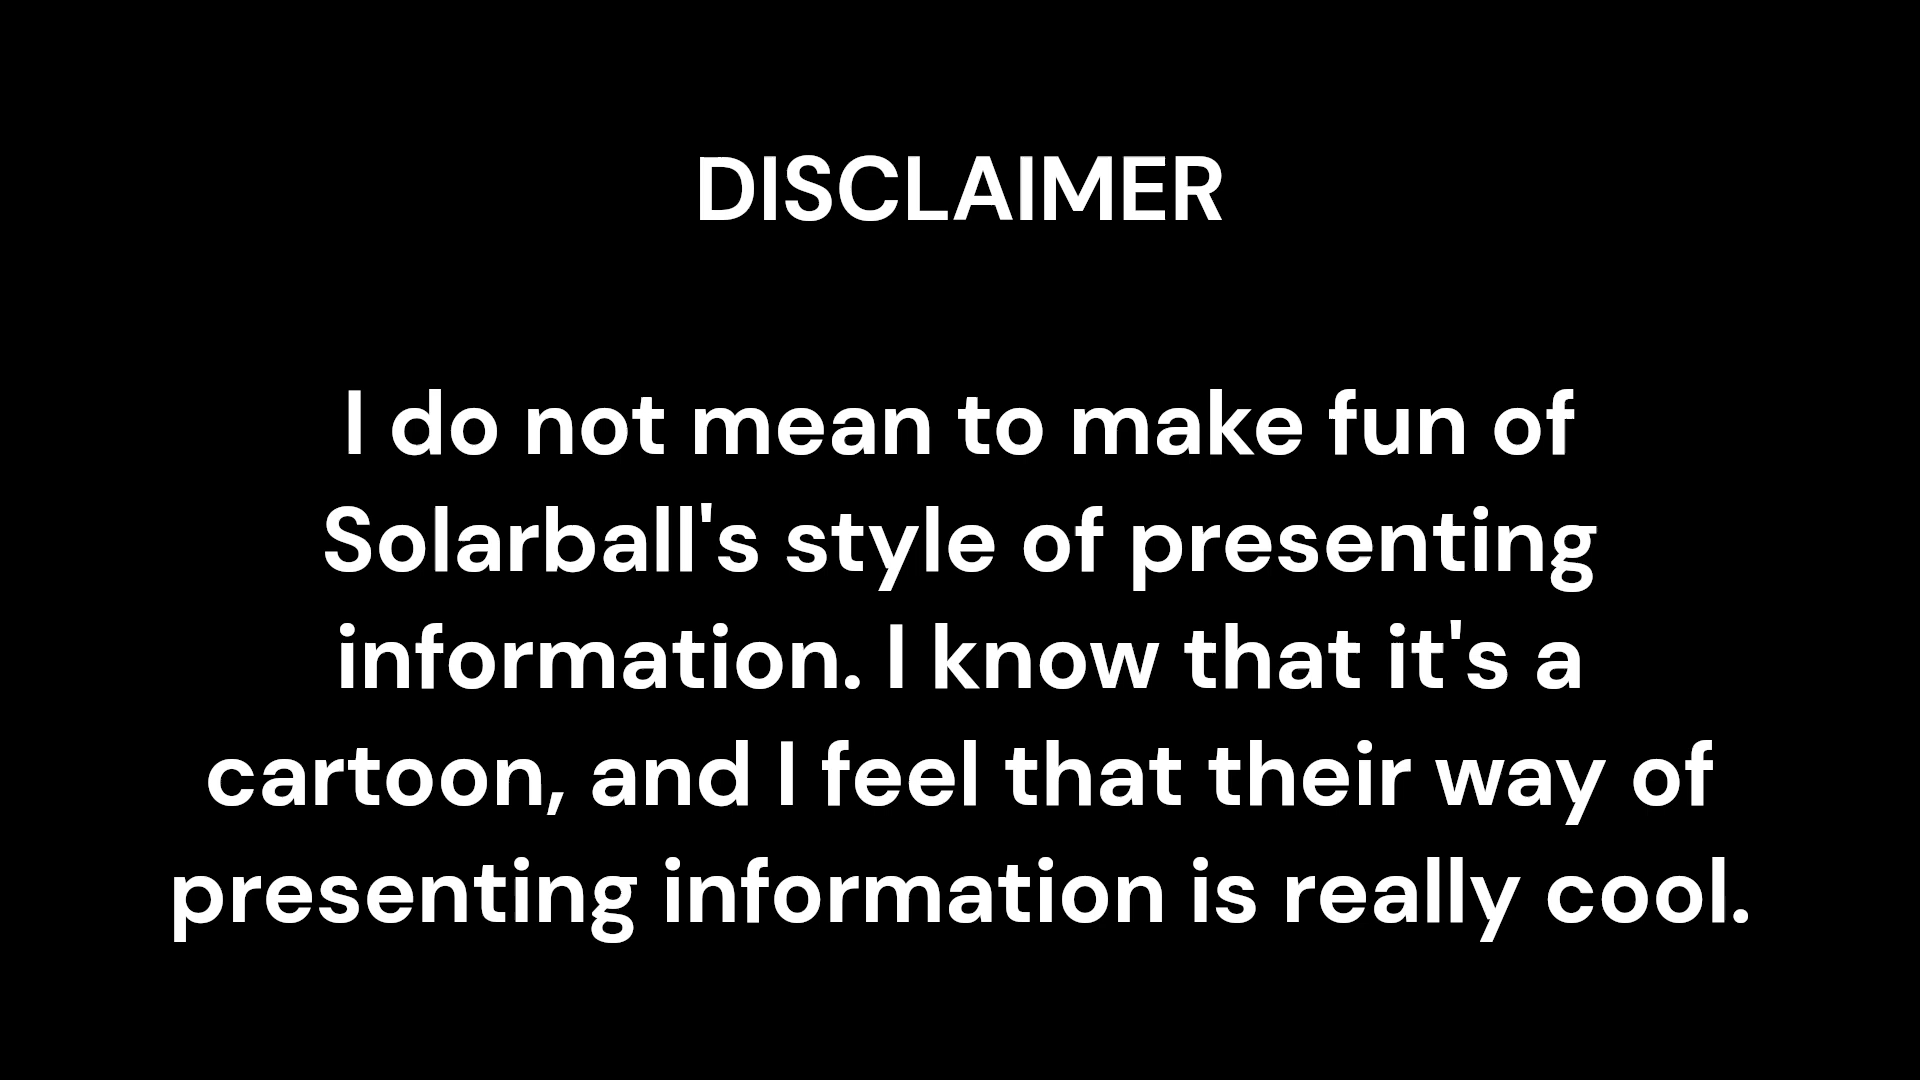 DISCLAIMER
I do not mean to make fun of
Solarball's style of presenting
information. I know that it's a
cartoon, and I feel that their way of
presenting information is really cool.